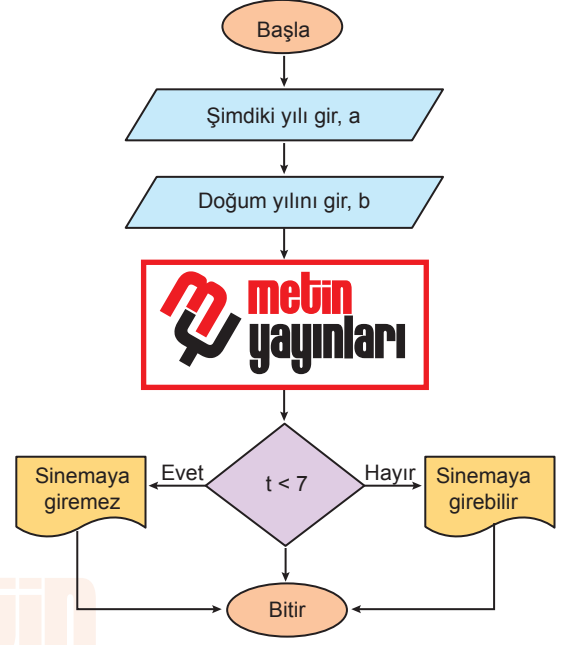 Başla
Şimdiki yılı gir, a
Doğum yılını gir, b
metin
yayınları
Sinemaya
giremez
Evet
t < 7
Hayır
Sinemaya
girebilir
Bitir